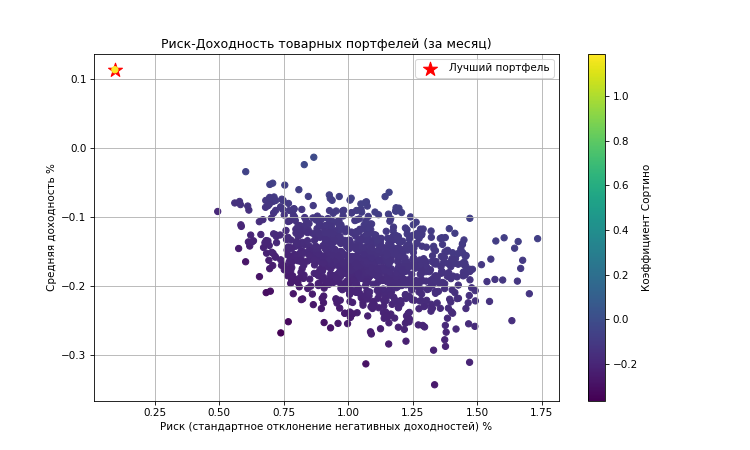 Риск-Доходность товарных портфелей (за месяц)
Лучший портфель
Средняя доходность %
0.1
0.0
−0.1
−0.2
−0.3
0.25 0.50 0.75 1.00 1.25 1.50 1.75
Риск (стандартное отклонение негативных доходностей) %
1.0
0.8
0.6
0.4
0.2
0.0
−0.2
Коэффициент Сортино